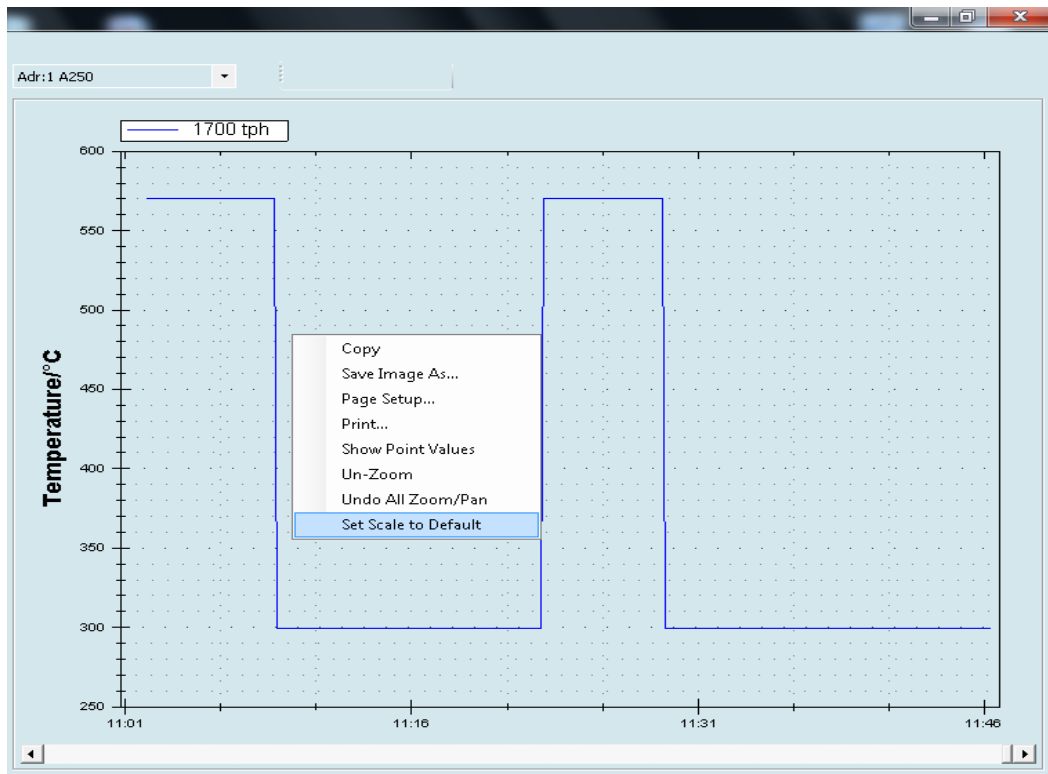 Adr:1 A250
1700 tph
600
550
500
450
400
350
300
250
Temperature/°C
Copy
Save Image As...
Page Setup...
Print...
Show Point Values
Un-Zoom
Undo All Zoom/Pan
Set Scale to Default
11:01 11:16 11:31 11:46